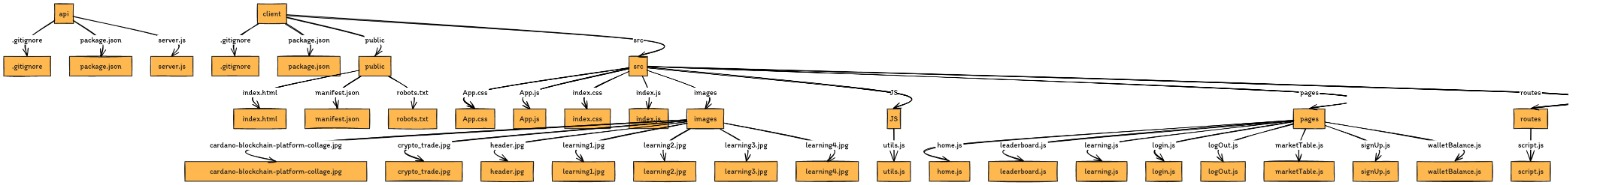 api
client
.gitignore
package.json
server.js
.gitignore
package.json
public
src
.gitignore
package.json
server.js
.gitignore
package.json
public
src
index.html
manifest.json
robots.txt
App.css
App.js
index.css
index.js
images
JS
pages
routes
index.html
manifest.json
robots.txt
App.css
App.js
index.css
index.js
images
JS
pages
routes
cardano-blockchain-platform-collage.jpg
crypto_trade.jpg
header.jpg
learning1.jpg
learning2.jpg
learning3.jpg
learning4.jpg
utils.js
home.js
leaderboard.js
learning.js
login.js
logOut.js
marketTable.js
signUp.js
walletBalance.js
script.js
cardano-blockchain-platform-collage.jpg
crypto_trade.jpg
header.jpg
learning1.jpg
learning2.jpg
learning3.jpg
learning4.jpg
utils.js
home.js
leaderboard.js
learning.js
login.js
logOut.js
marketTable.js
signUp.js
walletBalance.js
script.js